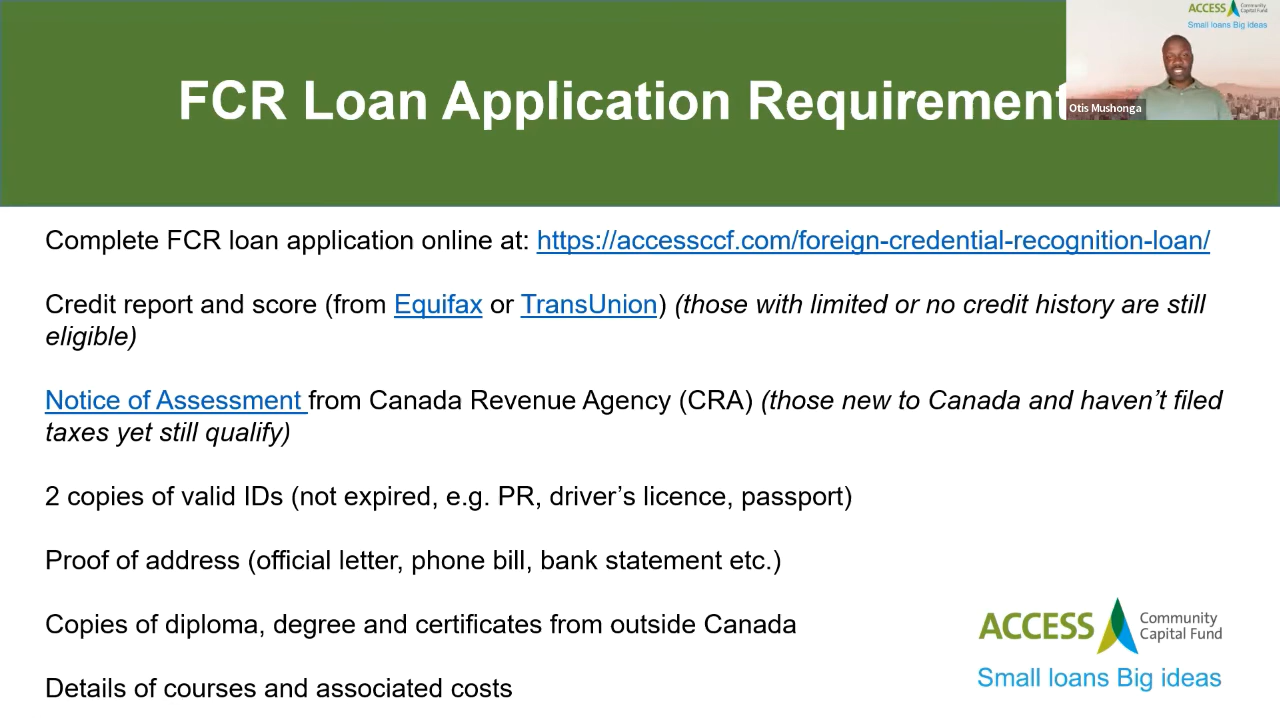 ACCESS Community
Capital Fund
Small loans Big ideas
Otis Mushonga
FCR Loan Application Requirement
Complete FCR loan application online at: https://accessccf.com/foreign-credential-recognition-loan/
Credit report and score (from Equifax or TransUnion) (those with limited or no credit history are still
eligible)
Notice of Assessment from Canada Revenue Agency (CRA) (those new to Canada and haven’t filed
taxes yet still qualify)
2 copies of valid IDs (not expired, e.g. PR, driver’s licence, passport)
Proof of address (official letter, phone bill, bank statement etc.)
Copies of diploma, degree and certificates from outside Canada
Details of courses and associated costs
ACCESS Community
Capital Fund
Small loans Big ideas